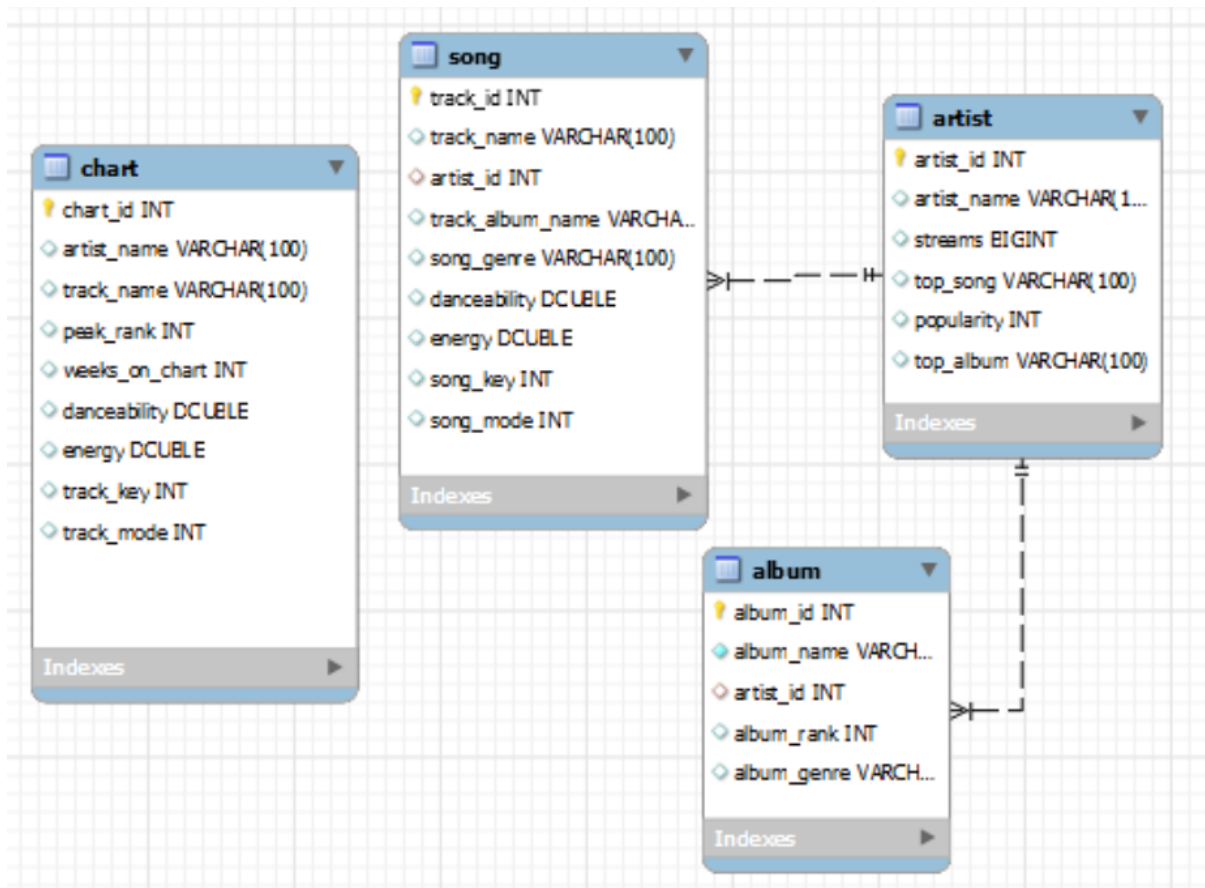 chart
chart_id INT
artist_name VARCHAR(100)
track_name VARCHAR(100)
peak_rank INT
weeks_on_chart INT
danceability DOUBLE
energy DOUBLE
track_key INT
track_mode INT
Indexes
song
track_id INT
track_name VARCHAR(100)
artist_id INT
track_album_name VARCHA...
song_genre VARCHAR(100)
danceability DOUBLE
energy DOUBLE
song_key INT
song_mode INT
Indexes
artist
artist_id INT
artist_name VARCHAR(1...
streams BIGINT
top_song VARCHAR(100)
popularity INT
top_album VARCHAR(100)
Indexes
album
album_id INT
album_name VARCH...
artist_id INT
album_rank INT
album_genre VARCH...
Indexes